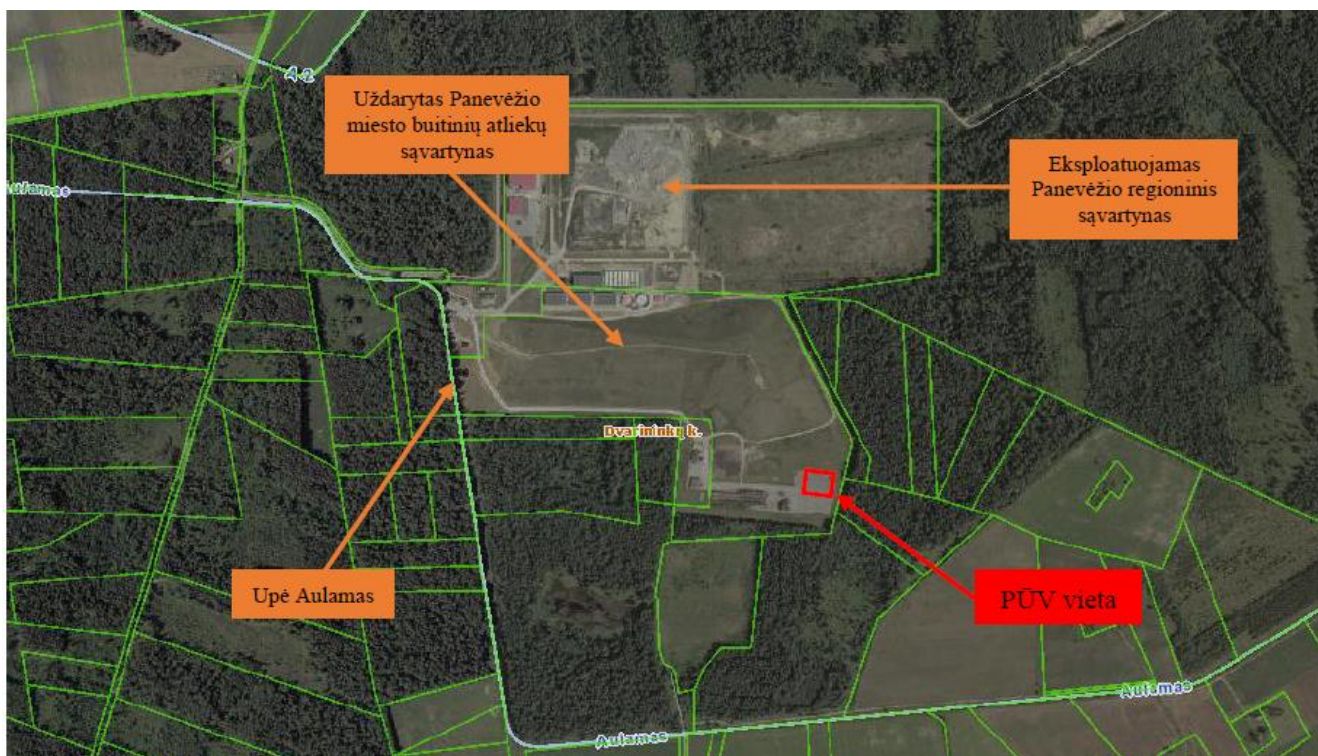 A-2
Uždarytas Panevėžio
miesto buitinių atliekų
sąvartynas
Eksploatuojamas
Panevėžio regioninis
sąvartynas
Aulamas
Dvarininkų k.
Upė Aulamas
PŪV vieta
Aulamas
Aulamas